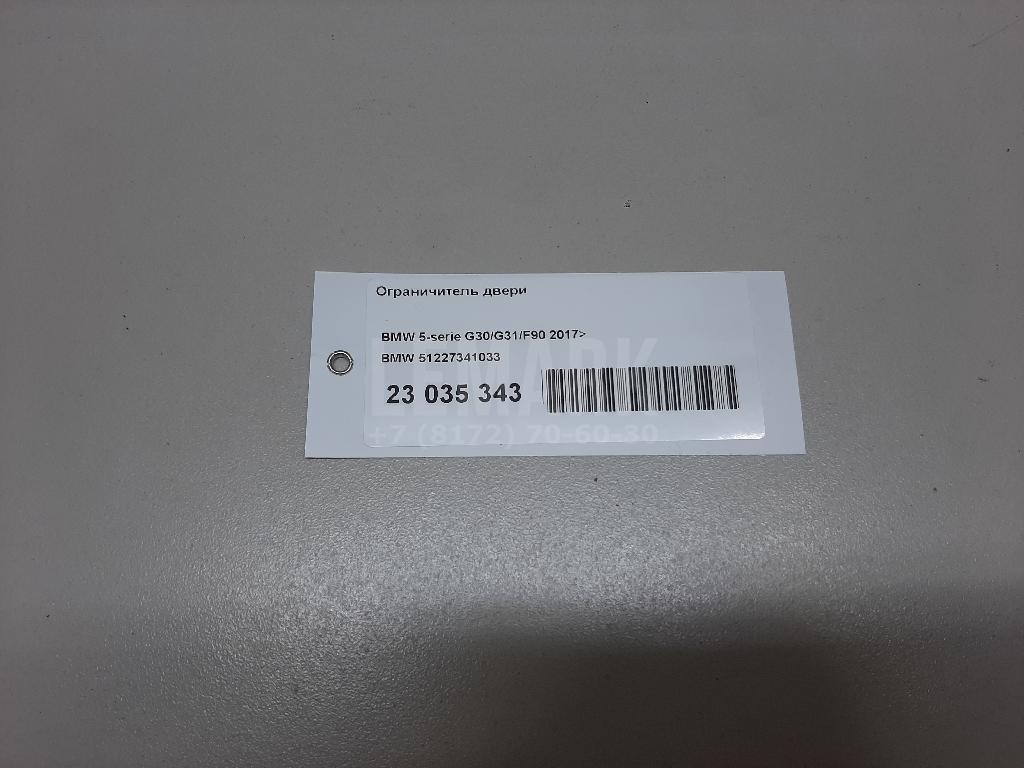 Ограничитель двери
BMW 5-serie G30/G31/F90 2017>
BMW 51227341033
23 035 343
LEMARK
+7 (8172) 70-60-30